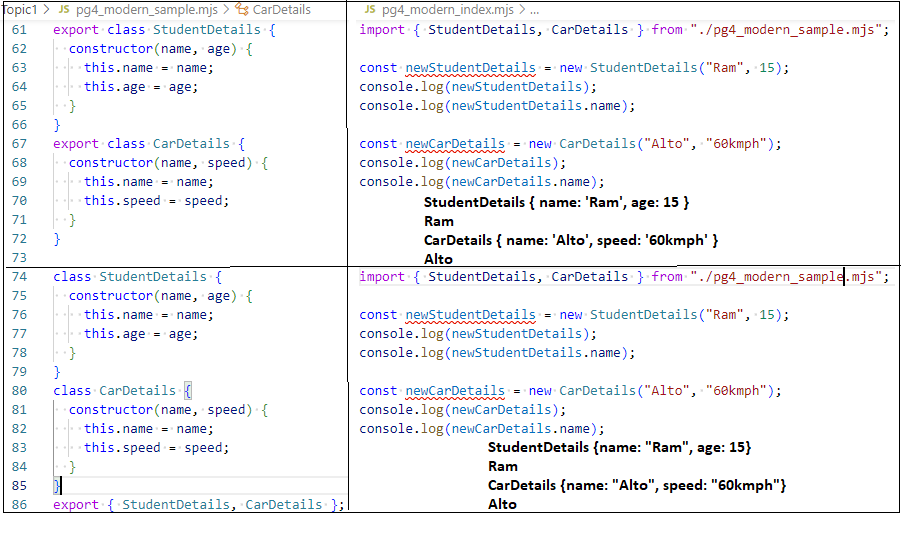 Topic1 > JS pg4_modern_sample.mjs > CarDetails
61 export class StudentDetails {
62 constructor(name, age) {
63 this.name = name;
64 this.age = age;
65 }
66 }
67 export class CarDetails {
68 constructor(name, speed) {
69 this.name = name;
70 this.speed = speed;
71 }
72 }
73
74 class StudentDetails {
75 constructor(name, age) {
76 this.name = name;
77 this.age = age;
78 }
79 }
80 class CarDetails {
81 constructor(name, speed) {
82 this.name = name;
83 this.speed = speed;
84 }
85 }
86 export { StudentDetails, CarDetails };
JS pg4_modern_index.mjs > ...
import { StudentDetails, CarDetails } from "./pg4_modern_sample.mjs";
const newStudentDetails = new StudentDetails("Ram", 15);
console.log(newStudentDetails);
console.log(newStudentDetails.name);
const newCarDetails = new CarDetails("Alto", "60kmph");
console.log(newCarDetails);
console.log(newCarDetails.name);
StudentDetails { name: 'Ram', age: 15 }
Ram
CarDetails { name: 'Alto', speed: '60kmph' }
Alto
import { StudentDetails, CarDetails } from "./pg4_modern_sample.mjs";
const newStudentDetails = new StudentDetails("Ram", 15);
console.log(newStudentDetails);
console.log(newStudentDetails.name);
const newCarDetails = new CarDetails("Alto", "60kmph");
console.log(newCarDetails);
console.log(newCarDetails.name);
StudentDetails {name: "Ram", age: 15}
Ram
CarDetails {name: "Alto", speed: "60kmph"}
Alto